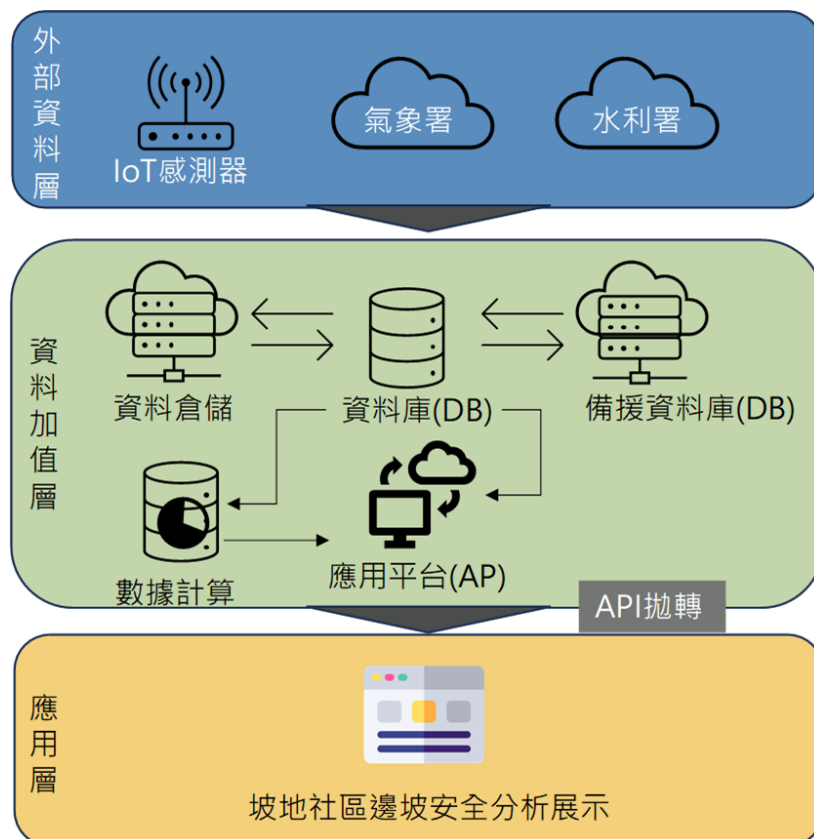 外部資料層
IoT感測器
氣象署
水利署
資料加值層
資料倉儲
資料庫(DB)
備援資料庫(DB)
數據計算
應用平台(AP)
API拋轉
應用層
坡地社區邊坡安全分析展示